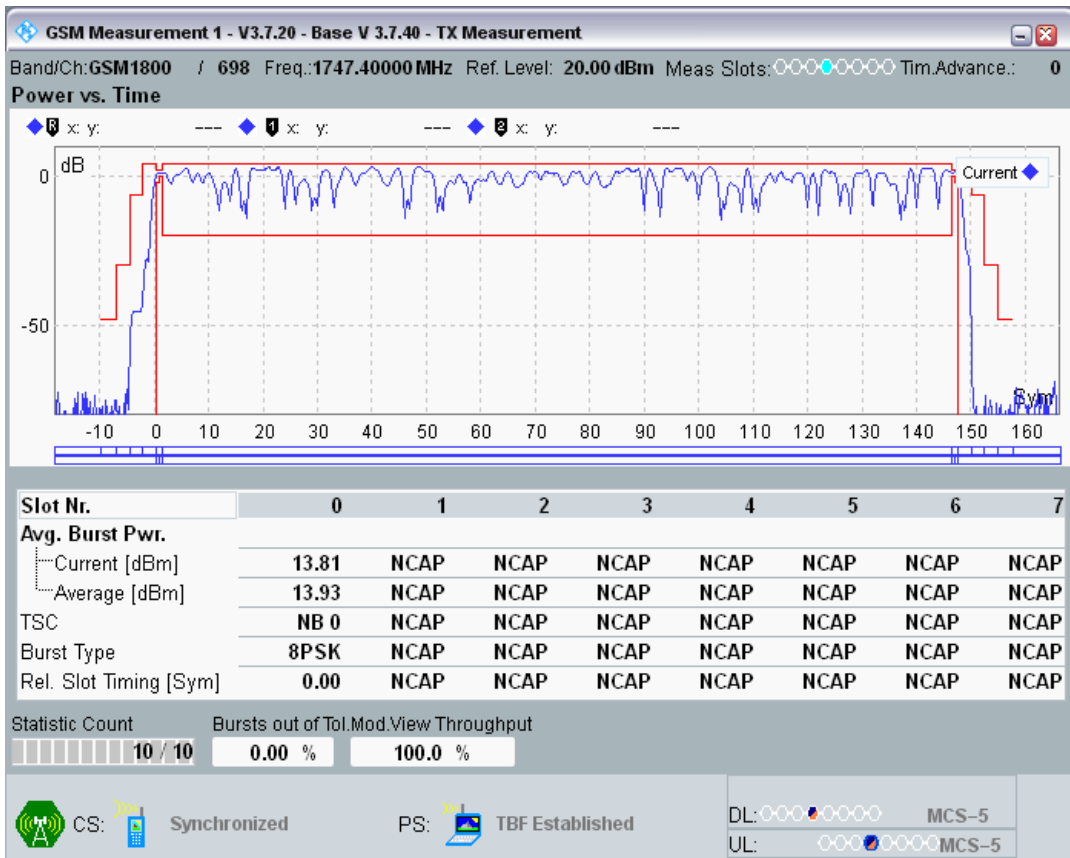 GSM Measurement 1 - V3.7.20 - Base V 3.7.40 - TX Measurement
Band/Ch:GSM1800 / 698 Freq.:1747.40000 MHz Ref. Level: 20.00 dBm Meas Slots: Tim.Advance.: 0
Power vs. Time
R x: y: --- 1 x: y: --- 2 x: y: ---
dB
Current
0
-50
Sym
-10 0 10 20 30 40 50 60 70 80 90 100 110 120 130 140 150 160
Slot Nr. 0 1 2 3 4 5 6 7
Avg. Burst Pwr.
Current [dBm] 13.81 NCAP NCAP NCAP NCAP NCAP NCAP NCAP
Average [dBm] 13.93 NCAP NCAP NCAP NCAP NCAP NCAP NCAP
TSC NB 0 NCAP NCAP NCAP NCAP NCAP NCAP NCAP
Burst Type 8PSK NCAP NCAP NCAP NCAP NCAP NCAP NCAP
Rel. Slot Timing [Sym] 0.00 NCAP NCAP NCAP NCAP NCAP NCAP NCAP
Statistic Count Bursts out of Tol.Mod.View Throughput
10 / 10 0.00 % 100.0 %
CS: Synchronized PS: TBF Established DL: MCS-5
UL: MCS-5